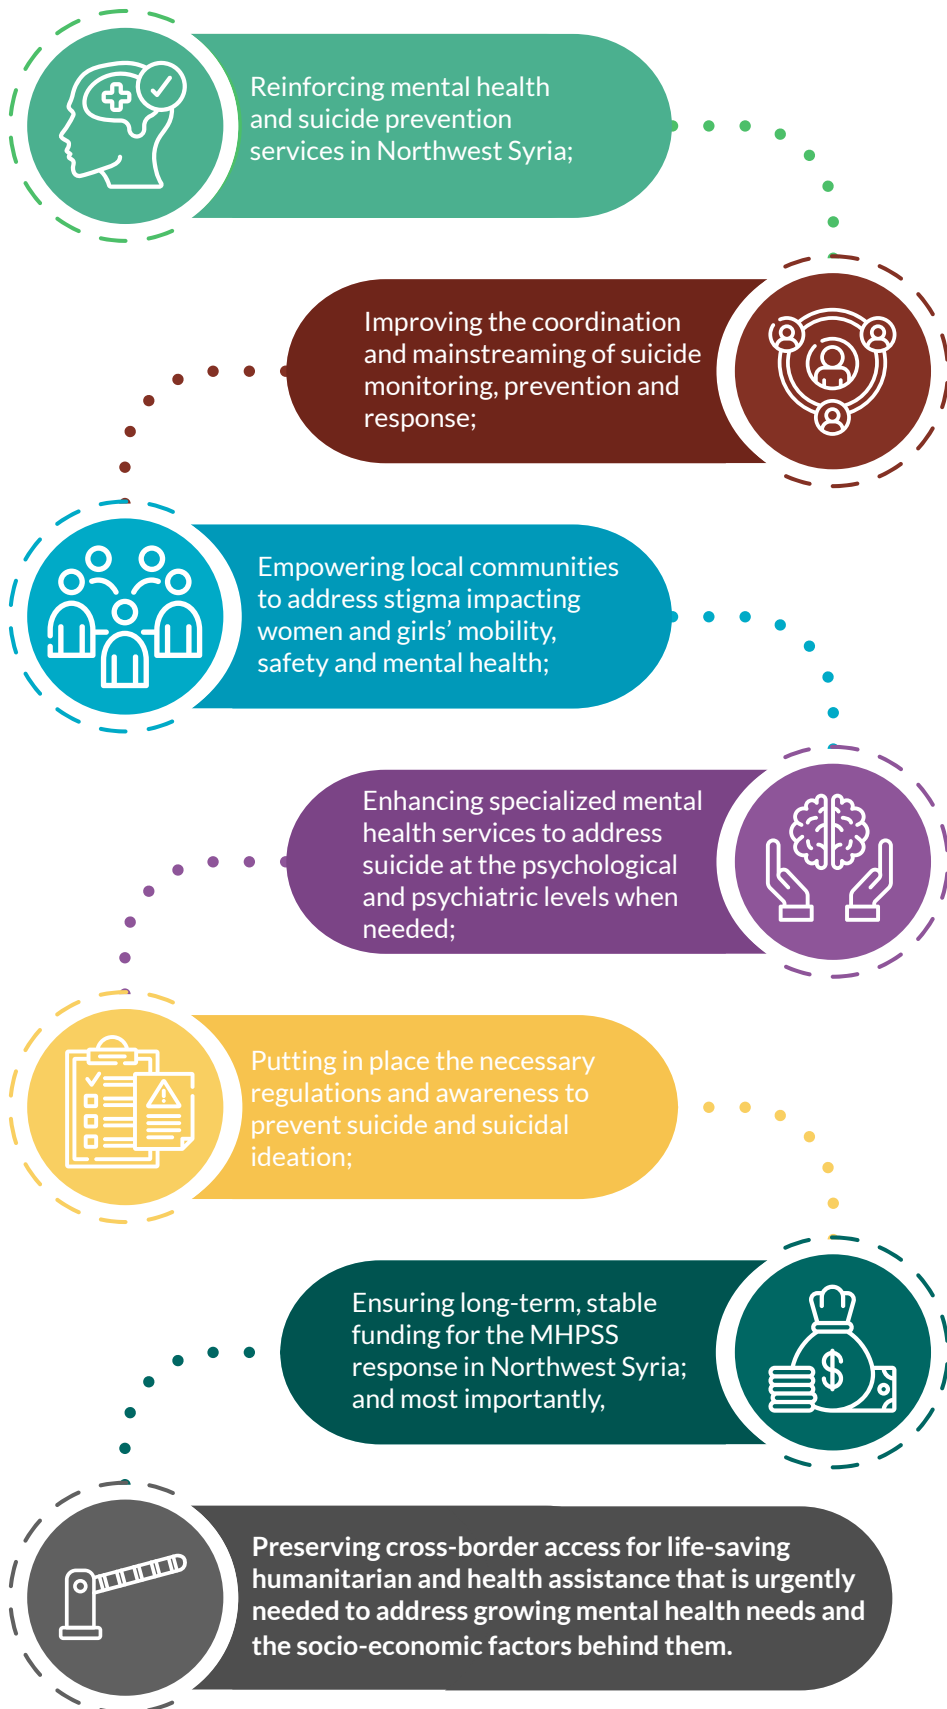 Reinforcing mental health
and suicide prevention
services in Northwest Syria;
Improving the coordination
and mainstreaming of suicide
monitoring, prevention and
response;
Empowering local communities
to address stigma impacting
women and girls’ mobility,
safety and mental health;
Enhancing specialized mental
health services to address
suicide at the psychological
and psychiatric levels when
needed;
Putting in place the necessary
regulations and awareness to
prevent suicide and suicidal
ideation;
Ensuring long-term, stable
funding for the MHPSS
response in Northwest Syria;
and most importantly,
$
Preserving cross-border access for life-saving
humanitarian and health assistance that is urgently
needed to address growing mental health needs and
the socio-economic factors behind them.